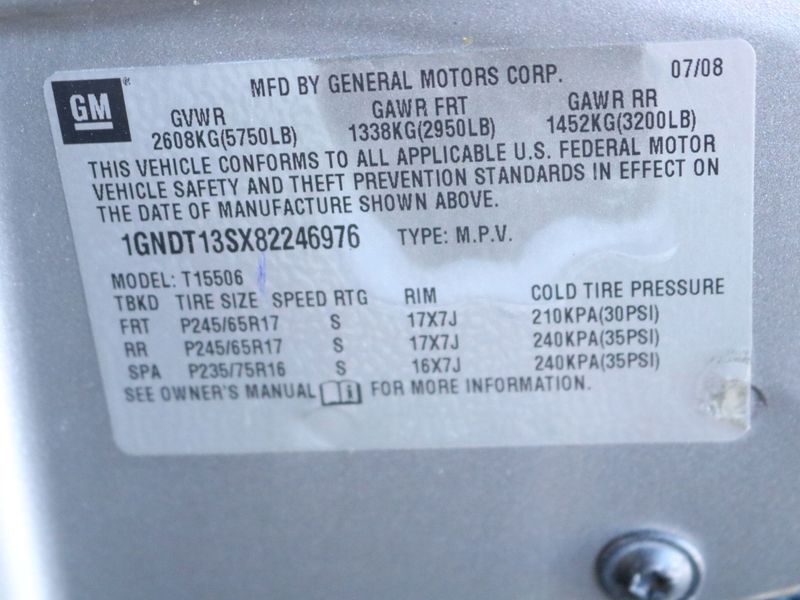 GM ® MFD BY GENERAL MOTORS CORP. 07/08
GVWR GAWR FRT GAWR RR
2608KG(5750LB) 1338KG(2950LB) 1452KG(3200LB)
THIS VEHICLE CONFORMS TO ALL APPLICABLE U.S. FEDERAL MOTOR
VEHICLE SAFETY AND THEFT PREVENTION STANDARDS IN EFFECT ON
THE DATE OF MANUFACTURE SHOWN ABOVE.
1GNDT13SX82246976 TYPE: M.P.V.
MODEL: T15506
TBKD TIRE SIZE SPEED RTG RIM COLD TIRE PRESSURE
FRT P245/65R17 S 17X7J 210KPA(30PSI)
RR P245/65R17 S 17X7J 240KPA(35PSI)
SPA P235/75R16 S 16X7J 240KPA(35PSI)
SEE OWNER'S MANUAL i FOR MORE INFORMATION.